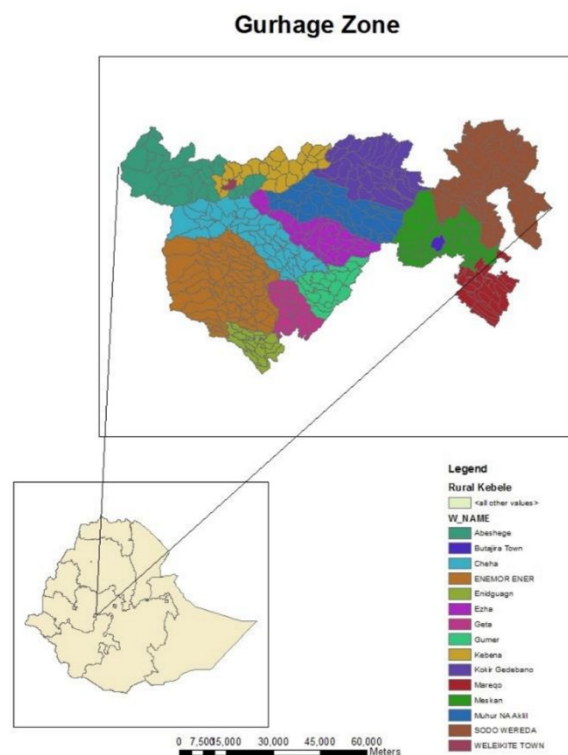 Gurhage Zone
Legend
Rural Kebele
<all other values>
W_NAME
Abeshege
Butajira Town
Cheha
ENEMOR ENER
Enidguagn
Ezha
Geta
Gumer
Kebena
Kokir Gedebano
Mareqo
Meskan
Muhur NA Aklil
SODO WEREDA
WELEIKITE TOWN
0 7,50015,000 30,000 45,000 60,000
Meters